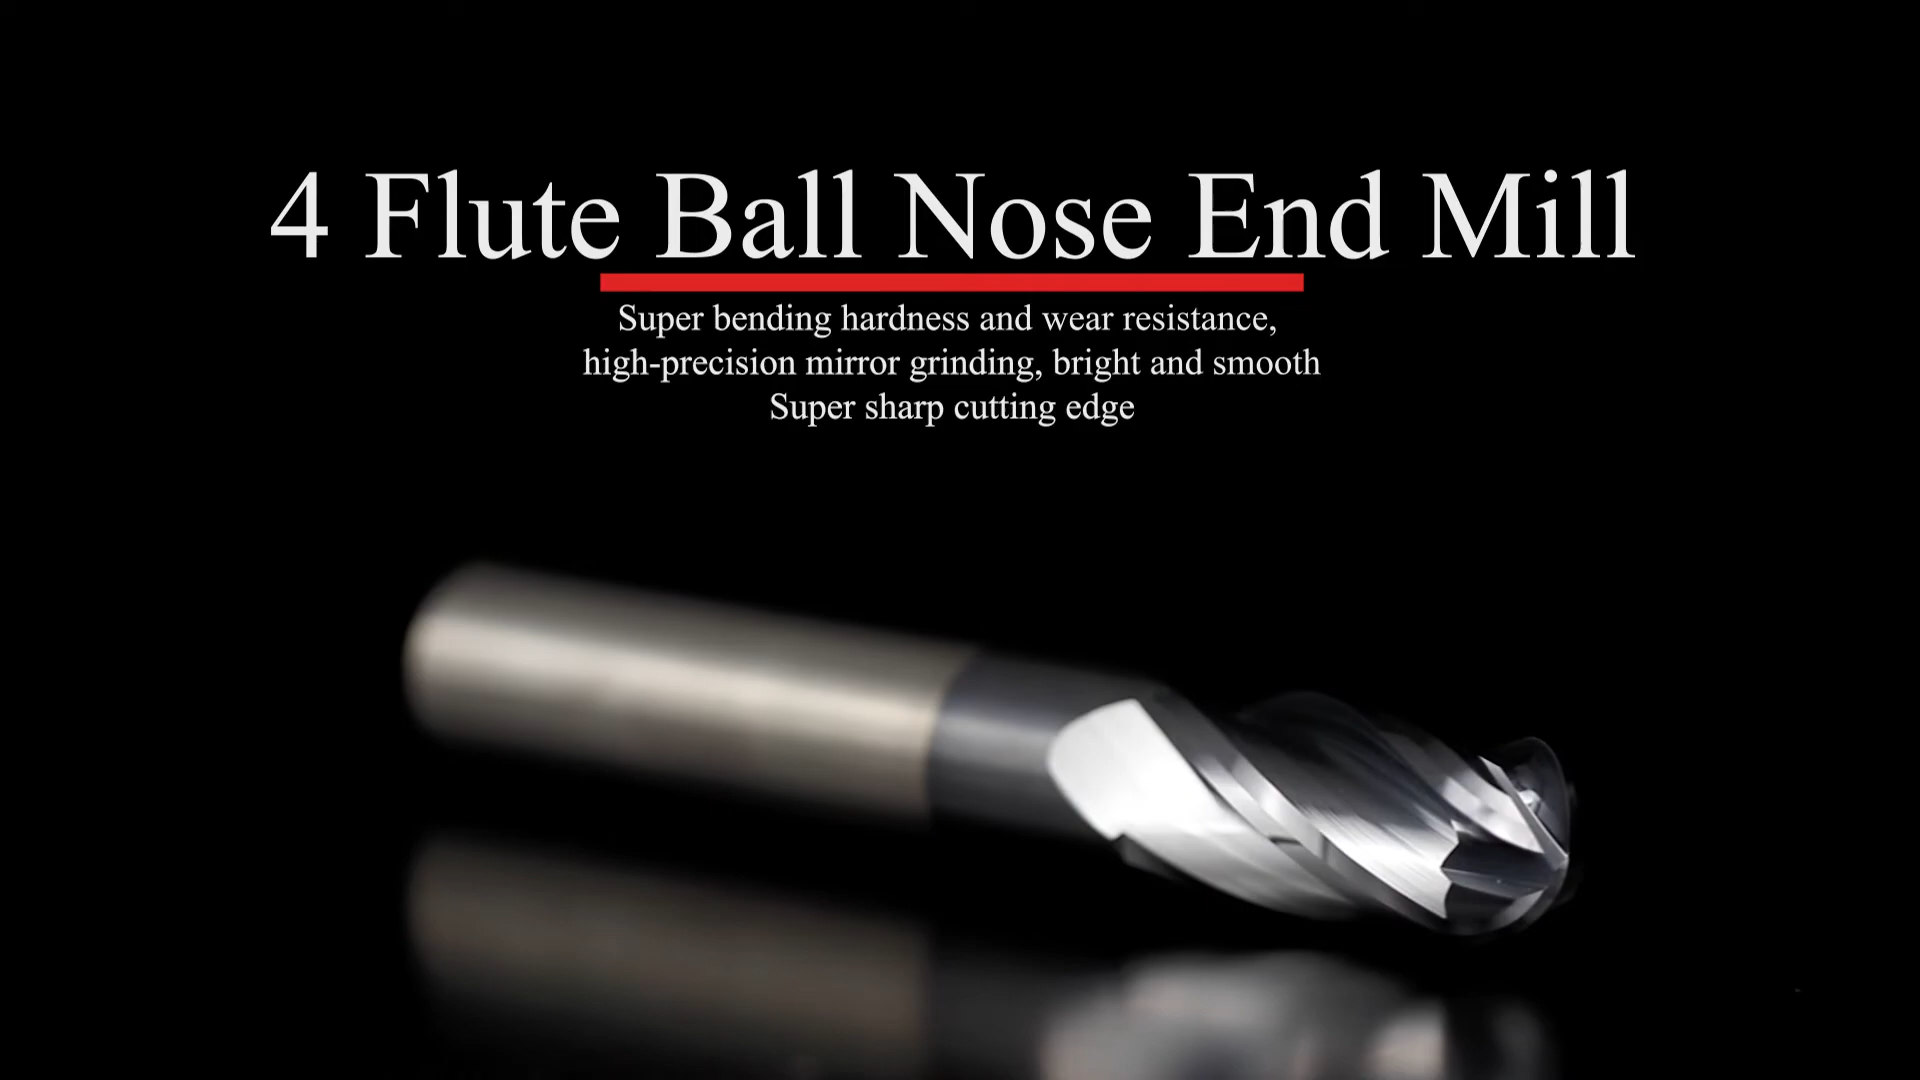 4 Flute Ball Nose End Mill
Super bending hardness and wear resistance,
high-precision mirror grinding, bright and smooth
Super sharp cutting edge